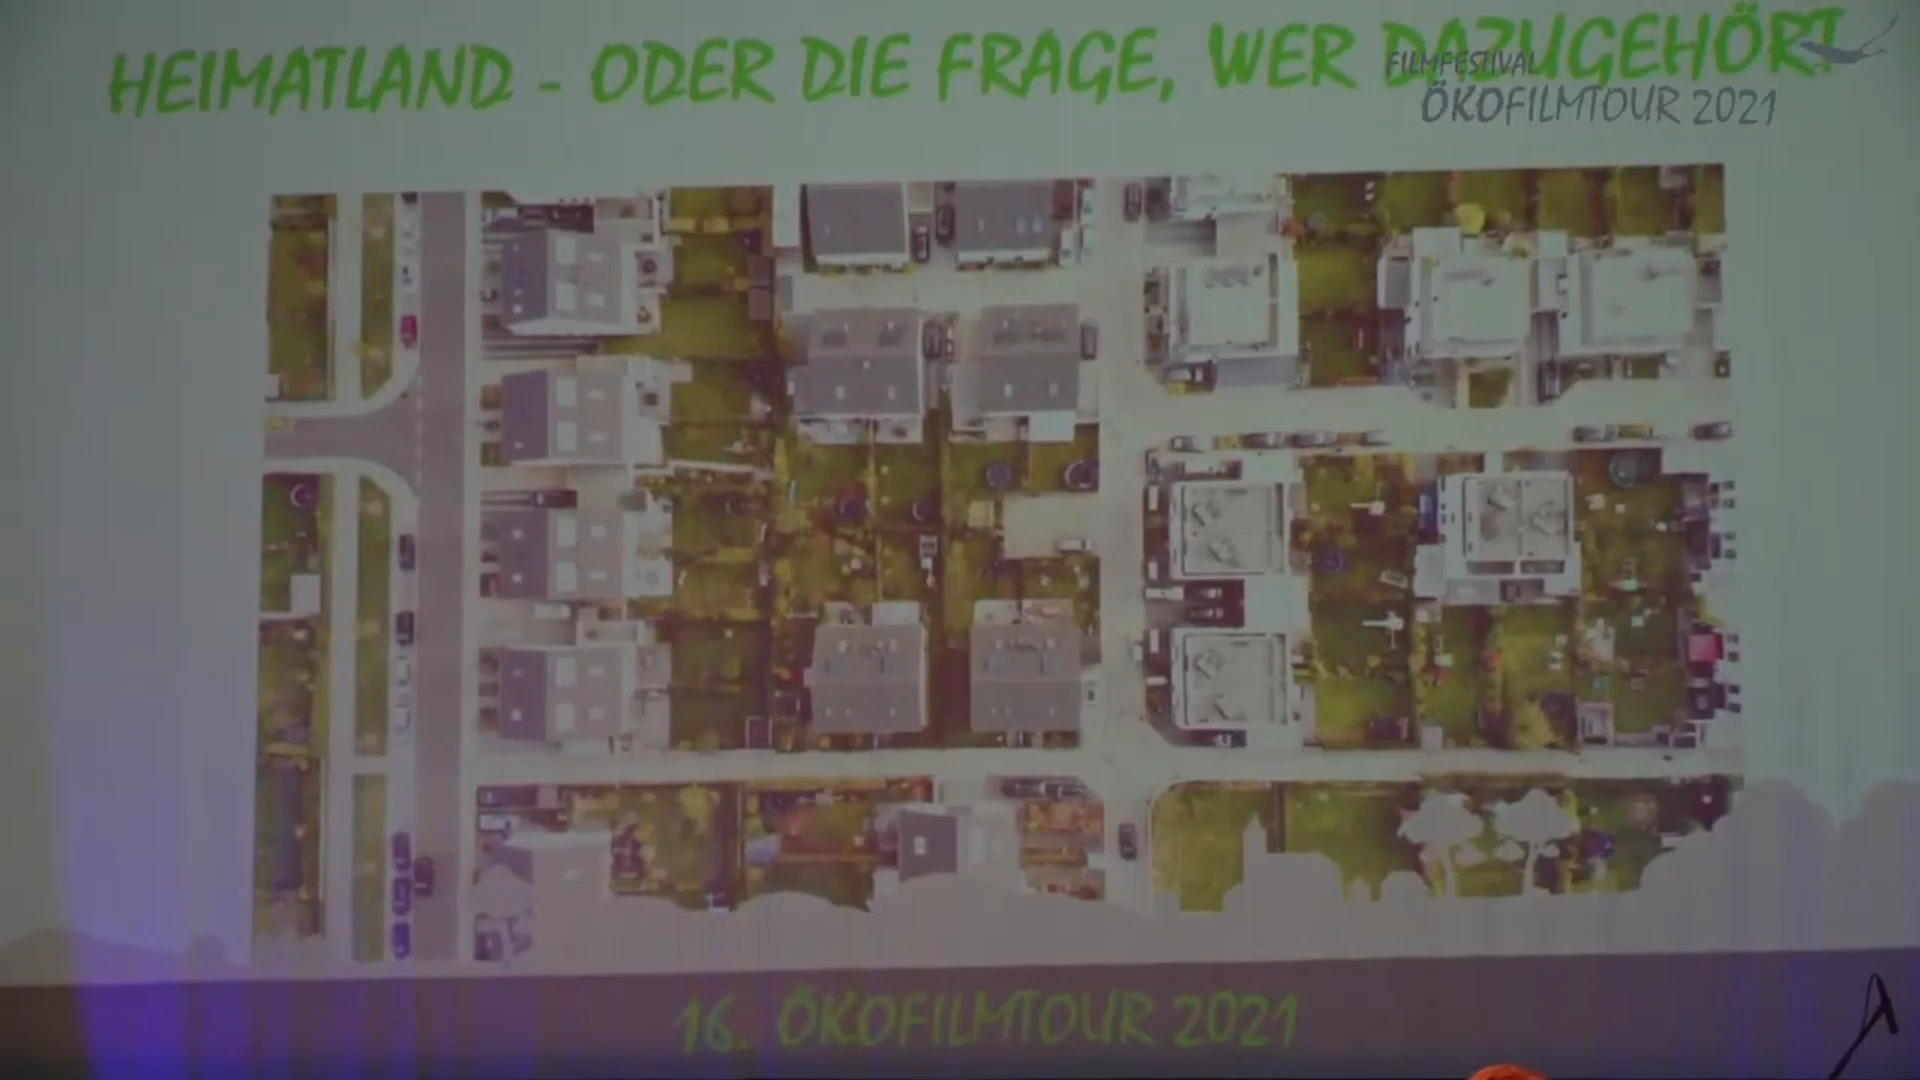 HEIMATLAND - ODER DIE FRAGE, WER DAZUGEHÖRT
FILMFESTIVAL
ÖKOFILMTOUR 2021
16. ÖKOFILMTOUR 2021